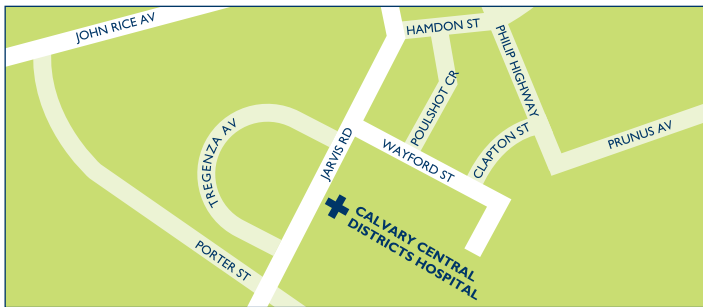 JOHN RICE AV
HAMDON ST
PHILIP HIGHWAY
POULSHOT CR
TREGENZA AV
JARVIS RD
WAYFORD ST
CLAPTON ST
PRUNUS AV
CALVARY CENTRAL
DISTRICTS HOSPITAL
PORTER ST